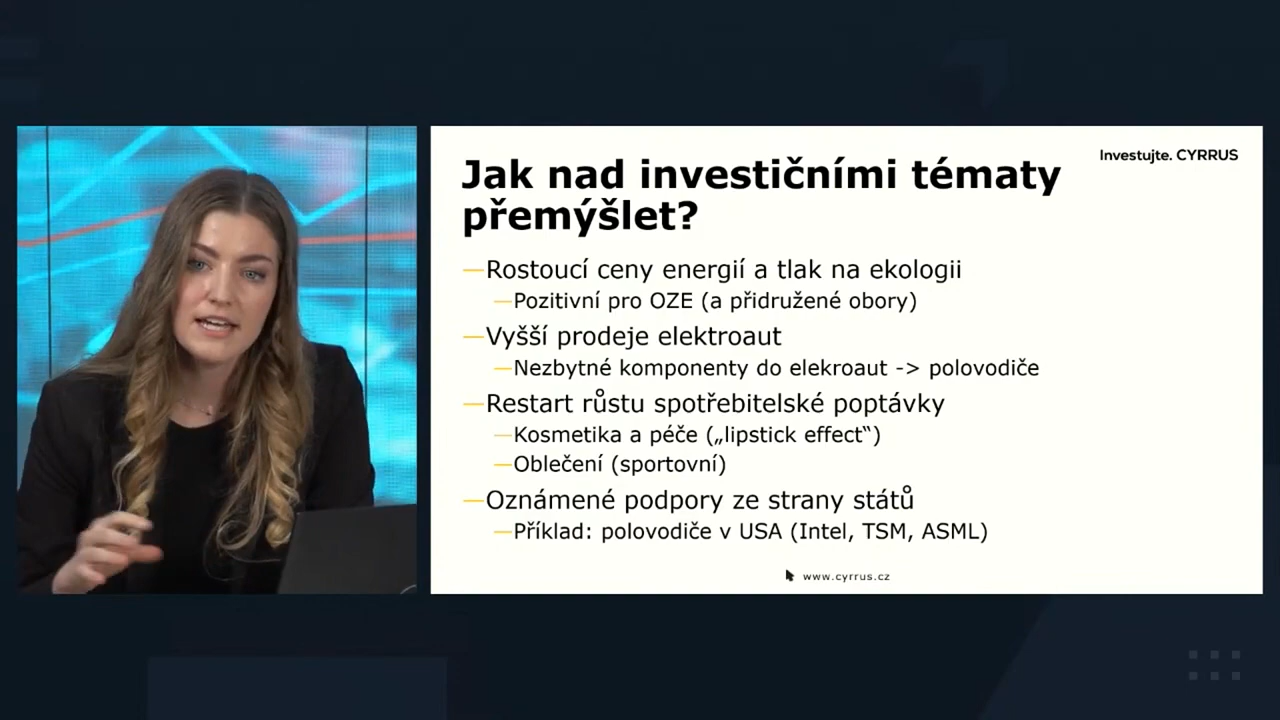 Investujte. CYRRUS
Jak nad investičními tématy
přemýšlet?
—Rostoucí ceny energií a tlak na ekologii
—Pozitivní pro OZE (a přidružené obory)
—Vyšší prodeje elektroaut
—Nezbytné komponenty do elekroaut -> polovodiče
—Restart růstu spotřebitelské poptávky
—Kosmetika a péče („lipstick effect“)
—Oblečení (sportovní)
—Oznámené podpory ze strany států
—Příklad: polovodiče v USA (Intel, TSM, ASML)
www.cyrrus.cz